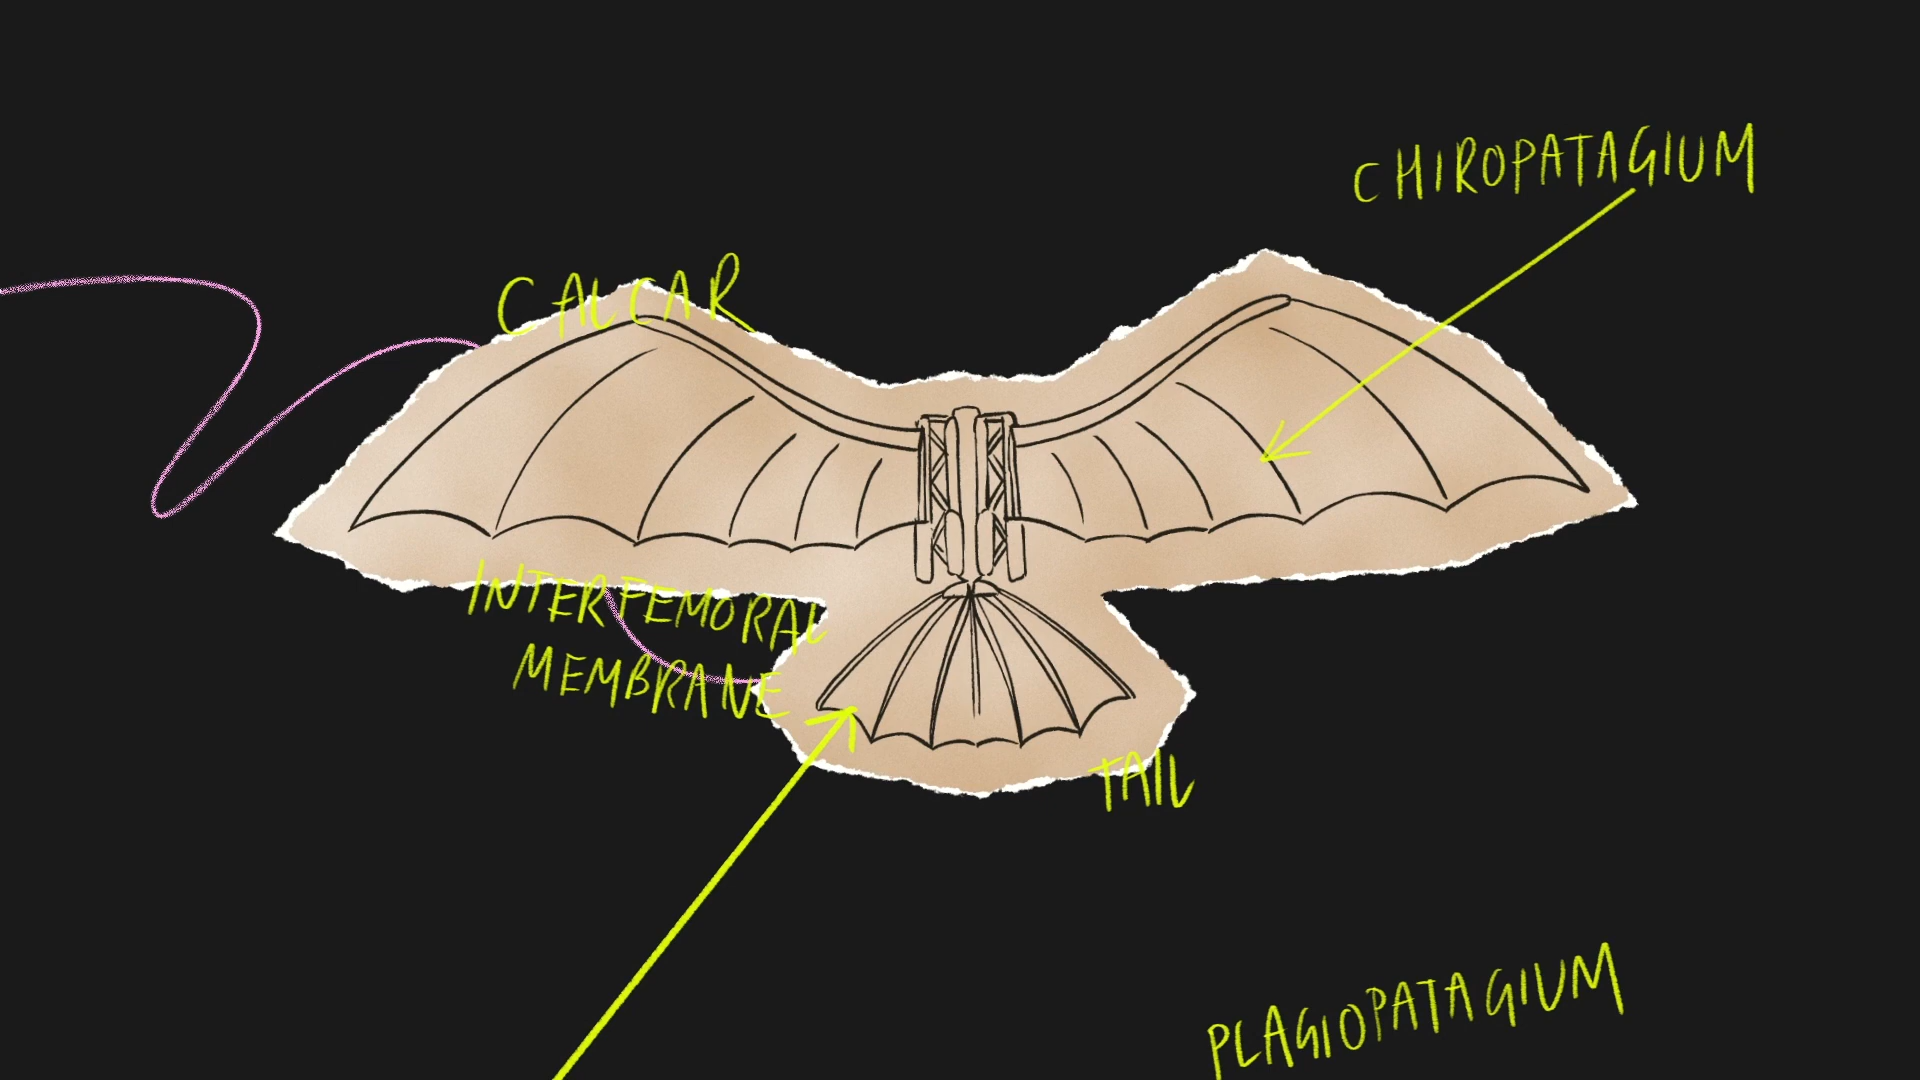 CHIROPATAGIUM
CALCAR
INTERFEMORAL
MEMBRANE
TAIL
PLAGIOPATAGIUM